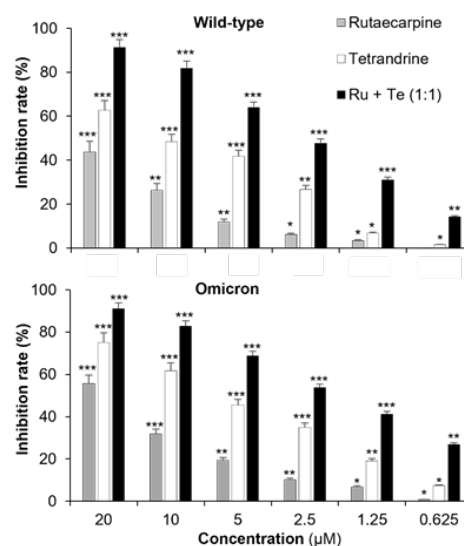 Wild-type
Rutaecarpine
Tetrandrine
Ru + Te (1:1)
Inhibition rate (%)
100
80
60
40
20
0
*** *** ***
** *** ***
** *** ***
* ** ***
* * ***
* **
Omicron
Inhibition rate (%)
100
80
60
40
20
0
*** *** ***
*** *** ***
** *** ***
** *** ***
* ** ***
* * **
20 10 5 2.5 1.25 0.625
Concentration (µM)